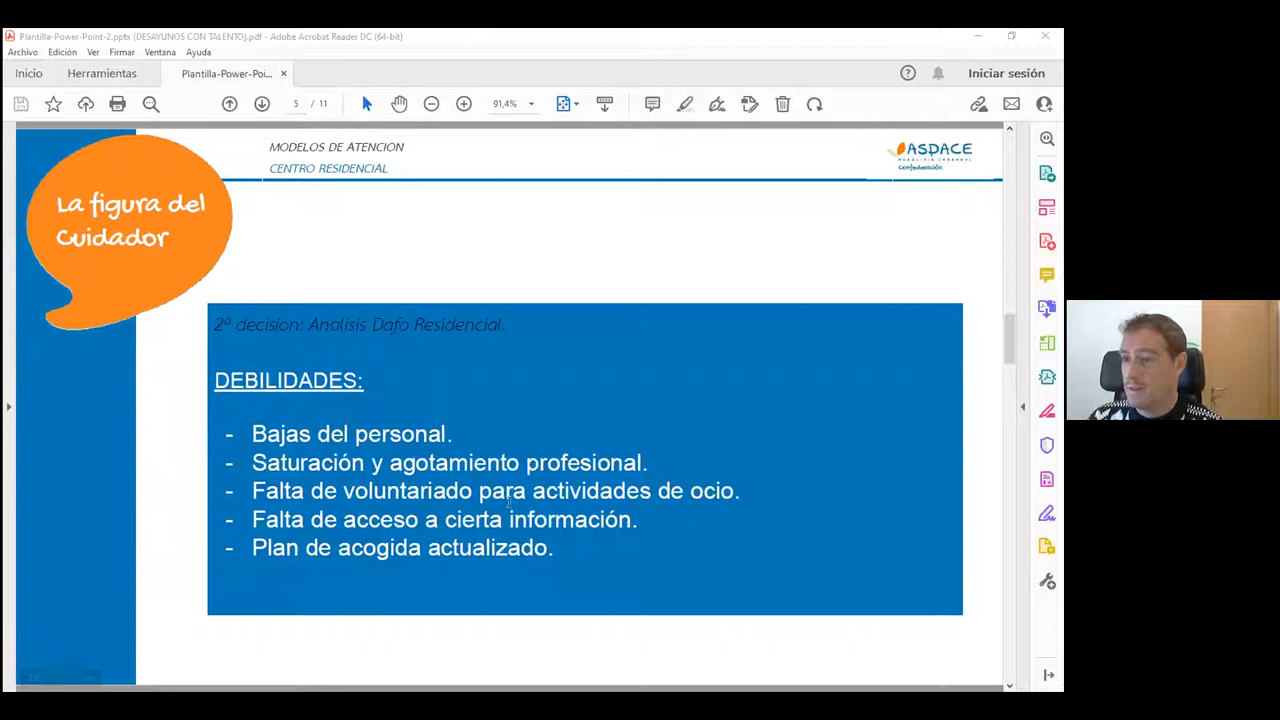 Plantilla-Power-Point-2.pptx (DESAYUNOS CON TALENTO).pdf - Adobe Acrobat Reader DC (64-bit)
Archivo Edición Ver Firmar Ventana Ayuda
Inicio Herramientas Plantilla-Power-Poi... Iniciar sesión
5 / 11 91,4%
MODELOS DE ATENCION
CENTRO RESIDENCIAL
ASPACE
Confederación
La figura del
Cuidador
2º decision: Analisis Dafo Residencial.
DEBILIDADES:
- Bajas del personal.
- Saturación y agotamiento profesional.
- Falta de voluntariado para actividades de ocio.
- Falta de acceso a cierta información.
- Plan de acogida actualizado.